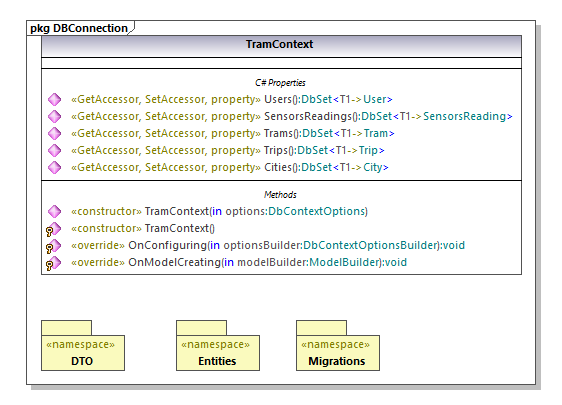 pkg DBConnection
TramContext
C# Properties
«GetAccessor, SetAccessor, property» Users():DbSet<T1->User>
«GetAccessor, SetAccessor, property» SensorsReadings():DbSet<T1->SensorsReading>
«GetAccessor, SetAccessor, property» Trams():DbSet<T1->Tram>
«GetAccessor, SetAccessor, property» Trips():DbSet<T1->Trip>
«GetAccessor, SetAccessor, property» Cities():DbSet<T1->City>
Methods
«constructor» TramContext(in options:DbContextOptions)
«constructor» TramContext()
«override» OnConfiguring(in optionsBuilder:DbContextOptionsBuilder):void
«override» OnModelCreating(in modelBuilder:ModelBuilder):void
«namespace» «namespace» «namespace»
DTO Entities Migrations